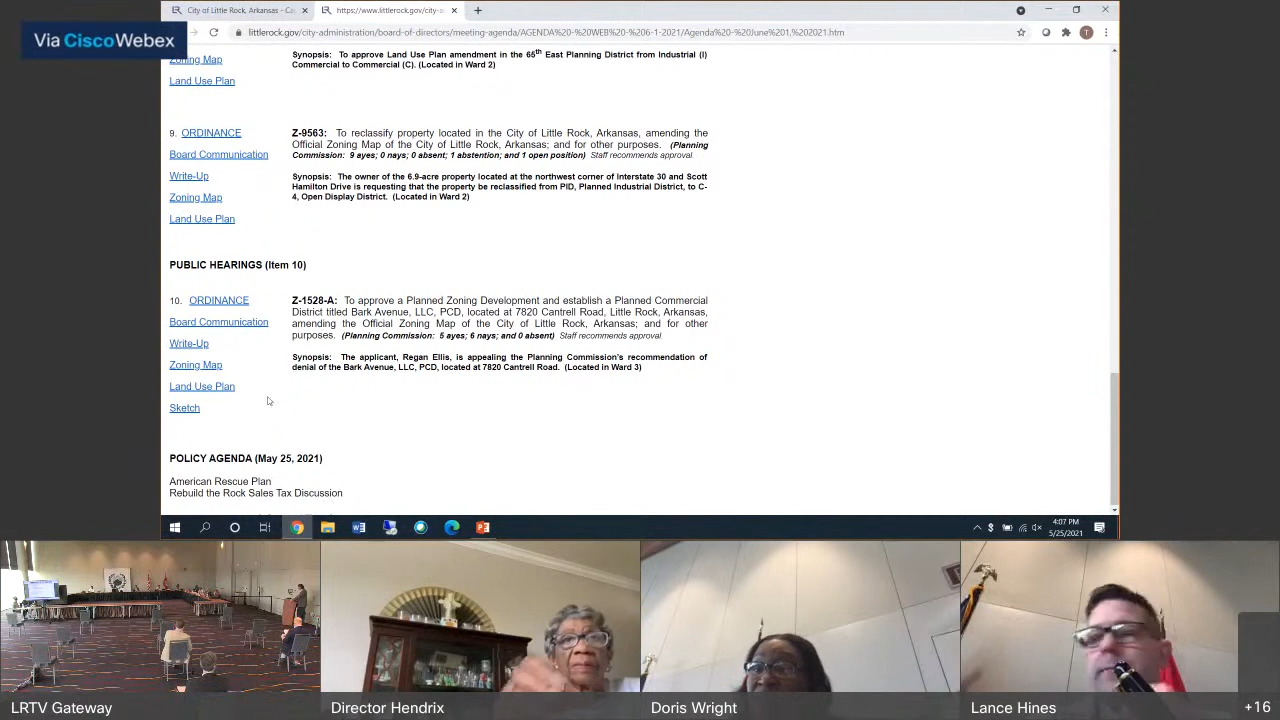 City of Little Rock, Arkansas - Ca
https://www.littlerock.gov/city-a
littlerock.gov/city-administration/board-of-directors/meeting-agenda/AGENDA%20-%20WEB%20-%206-1-2021/Agenda%20-%20June%201,%202021.htm
Via Cisco Webex
Zoning Map
Synopsis: To approve Land Use Plan amendment in the 65th East Planning District from Industrial (I)
Commercial to Commercial (C). (Located in Ward 2)
Land Use Plan
9. ORDINANCE
Z-9563: To reclassify property located in the City of Little Rock, Arkansas, amending the
Official Zoning Map of the City of Little Rock, Arkansas; and for other purposes. (Planning
Board Communication
Commission: 9 ayes; 0 nays; 0 absent; 1 abstention; and 1 open position) Staff recommends approval.
Write-Up
Synopsis: The owner of the 6.9-acre property located at the northwest corner of Interstate 30 and Scott
Hamilton Drive is requesting that the property be reclassified from PID, Planned Industrial District, to C-
Zoning Map
4, Open Display District. (Located in Ward 2)
Land Use Plan
PUBLIC HEARINGS (Item 10)
10. ORDINANCE
Z-1528-A: To approve a Planned Zoning Development and establish a Planned Commercial
District titled Bark Avenue, LLC, PCD, located at 7820 Cantrell Road, Little Rock, Arkansas,
Board Communication
amending the Official Zoning Map of the City of Little Rock, Arkansas; and for other
purposes. (Planning Commission: 5 ayes; 6 nays; and 0 absent) Staff recommends approval.
Write-Up
Synopsis: The applicant, Regan Ellis, is appealing the Planning Commission's recommendation of
denial of the Bark Avenue, LLC, PCD, located at 7820 Cantrell Road. (Located in Ward 3)
Zoning Map
Land Use Plan
Sketch
POLICY AGENDA (May 25, 2021)
American Rescue Plan
Rebuild the Rock Sales Tax Discussion
4:07 PM
5/25/2021
LRTV Gateway
Director Hendrix
Doris Wright
Lance Hines
+16